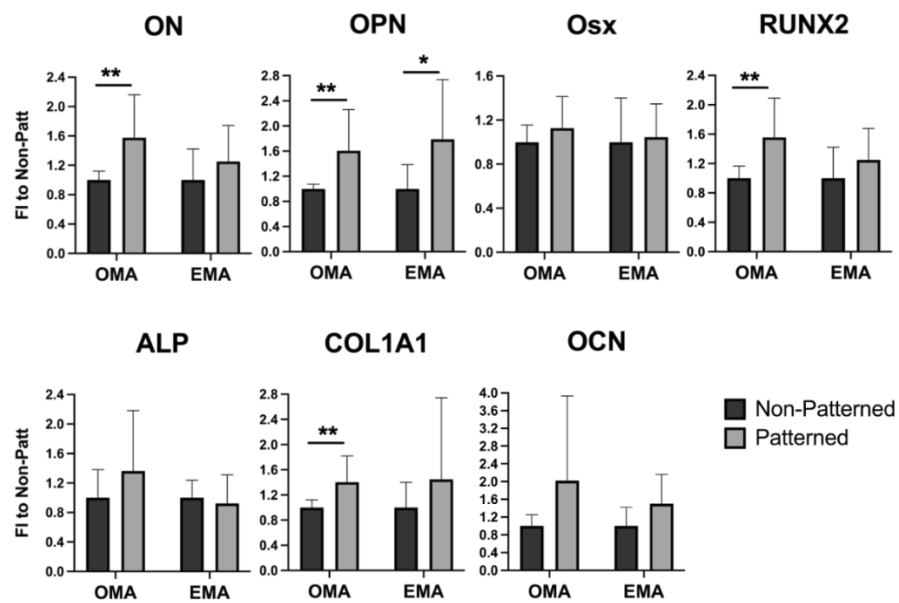 ON
OPN
Osx
RUNX2
FI to Non-Patt
2.4
2.0
1.6
1.2
0.8
0.4
0.0
**
OMA
EMA
2.8
2.4
2.0
1.6
1.2
0.8
0.4
0.0
**
*
OMA
EMA
1.6
1.2
0.8
0.4
0.0
OMA
EMA
2.4
2.0
1.6
1.2
0.8
0.4
0.0
**
OMA
EMA
ALP
COL1A1
OCN
FI to Non-Patt
2.4
2.0
1.6
1.2
0.8
0.4
0.0
OMA
EMA
2.8
2.4
2.0
1.6
1.2
0.8
0.4
0.0
**
OMA
EMA
4.0
3.6
3.2
2.8
2.4
2.0
1.6
1.2
0.8
0.4
0.0
OMA
EMA
Non-Patterned
Patterned